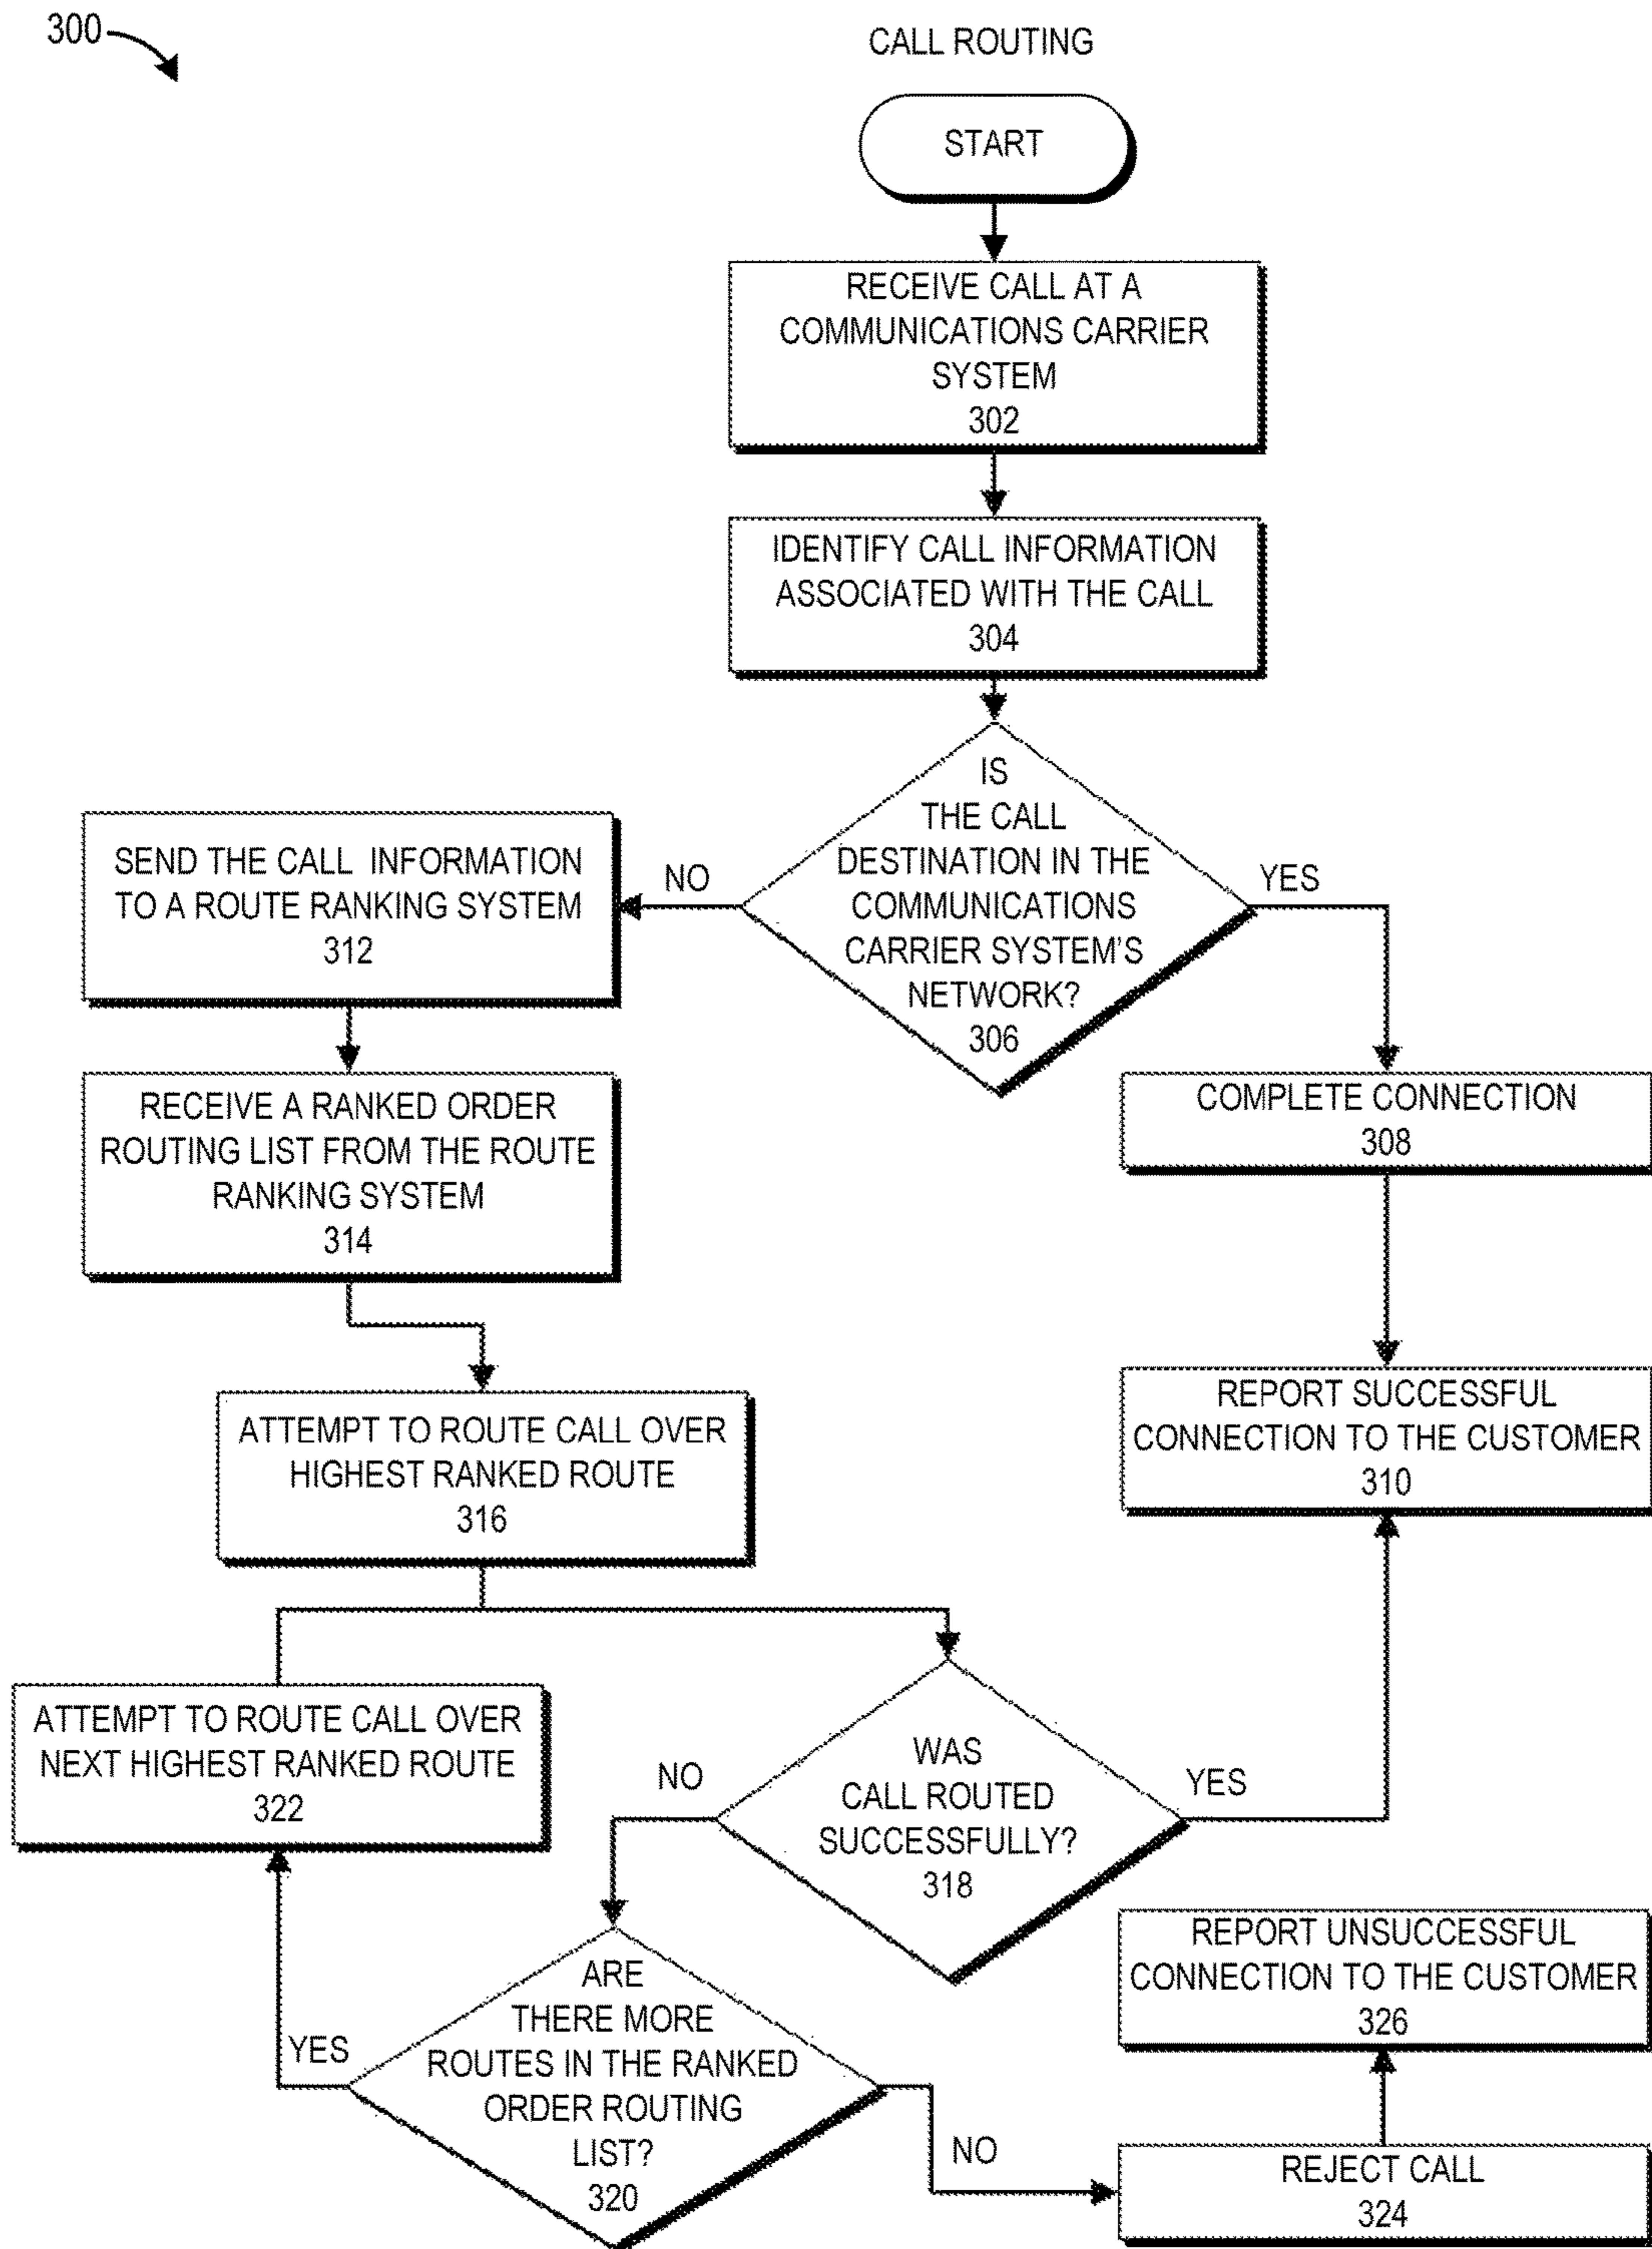 300
CALL ROUTING
START
RECEIVE CALL AT A
COMMUNICATIONS CARRIER
SYSTEM
302
IDENTIFY CALL INFORMATION
ASSOCIATED WITH THE CALL
304
IS
THE CALL
DESTINATION IN THE
COMMUNICATIONS
CARRIER SYSTEM'S
NETWORK?
306
NO
YES
SEND THE CALL INFORMATION
TO A ROUTE RANKING SYSTEM
312
RECEIVE A RANKED ORDER
ROUTING LIST FROM THE ROUTE
RANKING SYSTEM
314
COMPLETE CONNECTION
308
REPORT SUCCESSFUL
CONNECTION TO THE CUSTOMER
310
ATTEMPT TO ROUTE CALL OVER
HIGHEST RANKED ROUTE
316
ATTEMPT TO ROUTE CALL OVER
NEXT HIGHEST RANKED ROUTE
322
NO
WAS
CALL ROUTED
SUCCESSFULLY?
318
YES
ARE
THERE MORE
ROUTES IN THE RANKED
ORDER ROUTING
LIST?
320
YES
NO
REPORT UNSUCCESSFUL
CONNECTION TO THE CUSTOMER
326
REJECT CALL
324